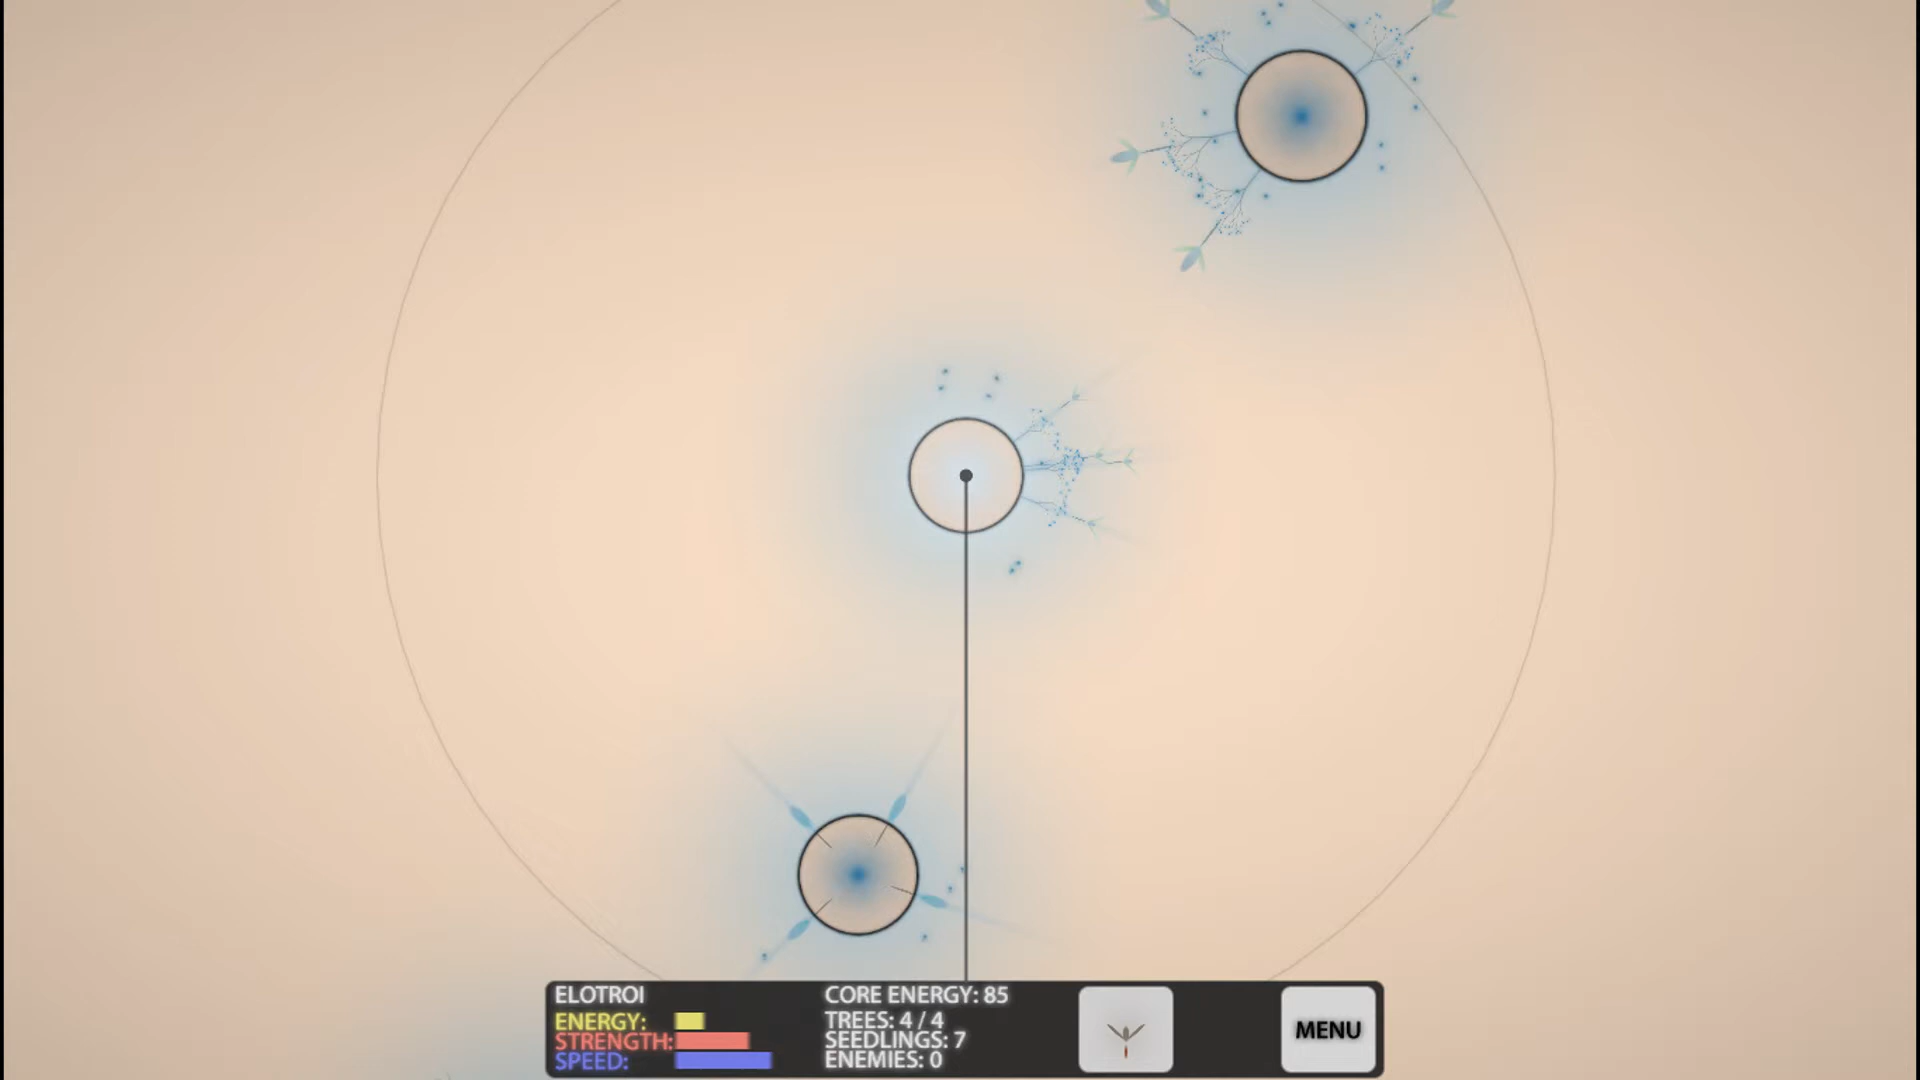 ELOTROI
ENERGY:
STRENGTH:
SPEED:
CORE ENERGY: 85
TREES: 4 / 4
SEEDLINGS: 7
ENEMIES: 0
MENU